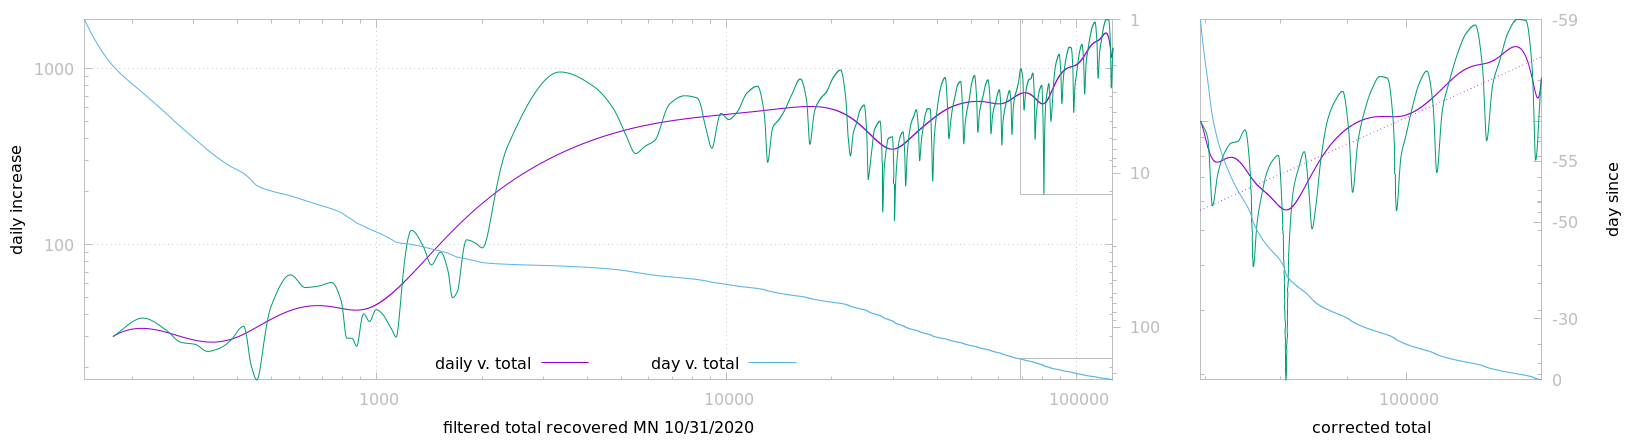 1000
100
daily increase
1
10
100
daily v. total
day v. total
1000
10000
100000
filtered total recovered MN 10/31/2020
-59
-55
-50
-30
0
day since
100000
corrected total